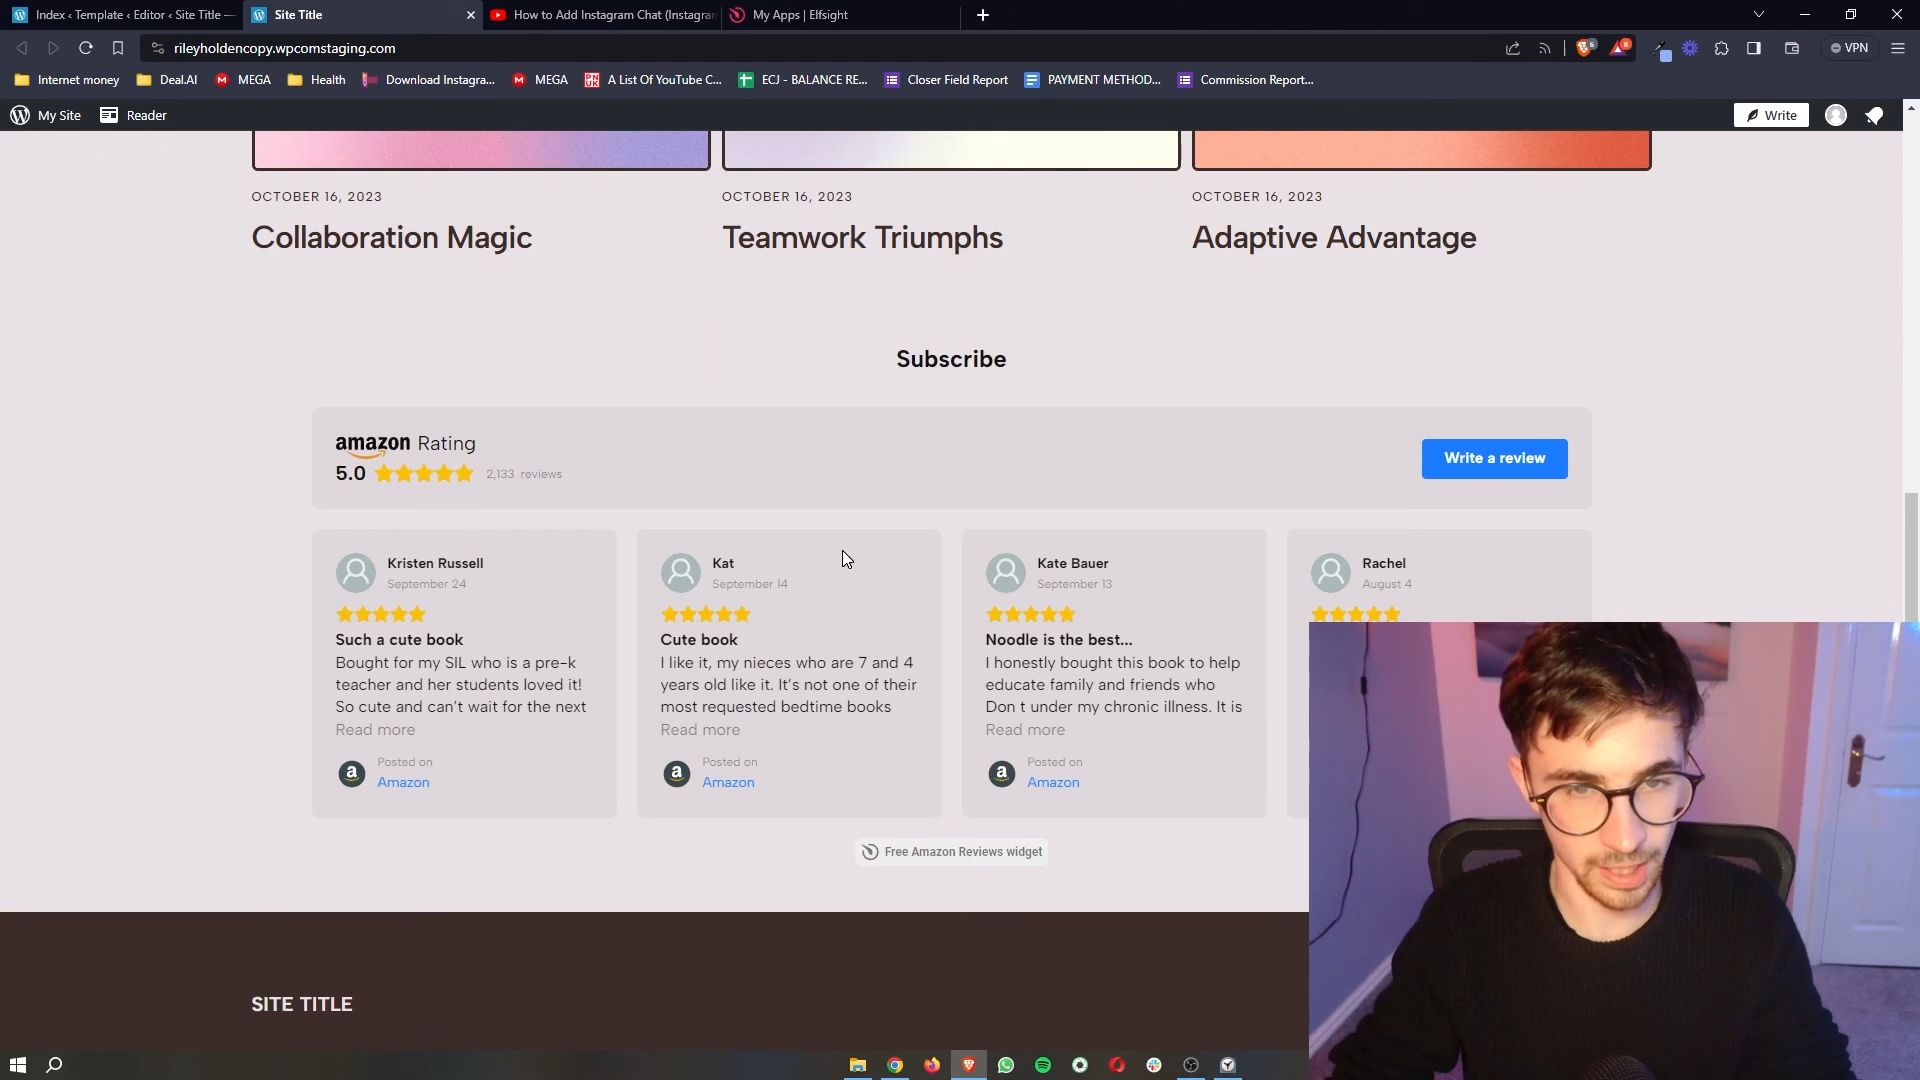 Index ‹ Template ‹ Editor ‹ Site Title —
Site Title
How to Add Instagram Chat (Instagram
My Apps | Elfsight
rileyholdencopy.wpcomstaging.com
VPN
Internet money
Deal.AI
MEGA
Health
Download Instagra...
MEGA
A List Of YouTube C...
ECJ - BALANCE RE...
Closer Field Report
PAYMENT METHOD...
Commission Report...
My Site
Reader
Write
OCTOBER 16, 2023
OCTOBER 16, 2023
OCTOBER 16, 2023
Collaboration Magic
Teamwork Triumphs
Adaptive Advantage
Subscribe
amazon Rating
5.0
2,133 reviews
Write a review
Kristen Russell
September 24
Such a cute book
Bought for my SIL who is a pre-k
teacher and her students loved it!
So cute and can't wait for the next
Read more
Posted on
Amazon
Kat
September 14
Cute book
I like it, my nieces who are 7 and 4
years old like it. It's not one of their
most requested bedtime books
Read more
Posted on
Amazon
Kate Bauer
September 13
Noodle is the best...
I honestly bought this book to help
educate family and friends who
Don t under my chronic illness. It is
Read more
Posted on
Amazon
Rachel
August 4
Free Amazon Reviews widget
SITE TITLE